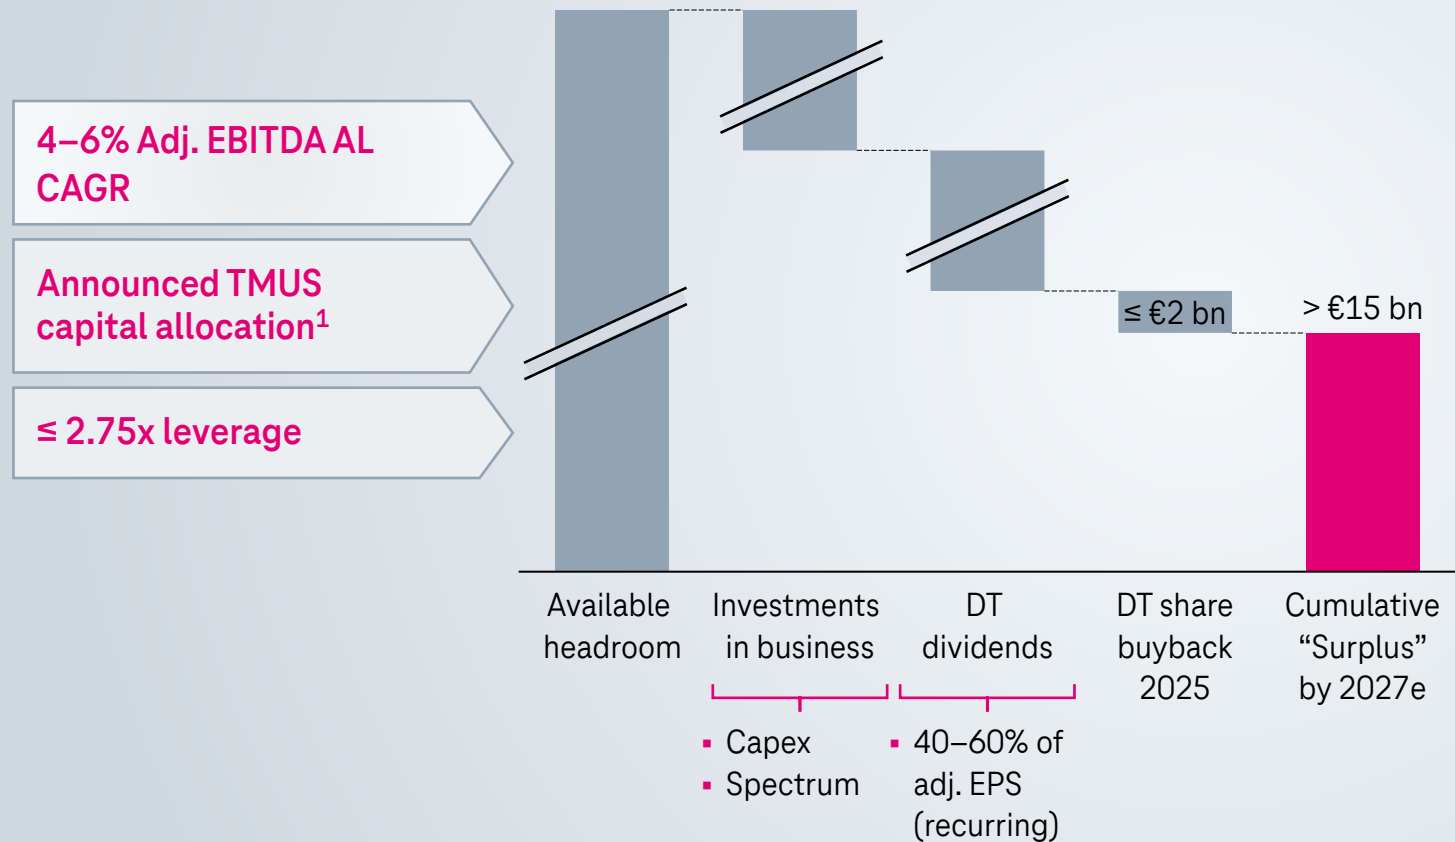 4–6% Adj. EBITDA AL
CAGR
Announced TMUS
capital allocation¹
≤ 2.75x leverage
≤ €2 bn
> €15 bn
Available
headroom
Investments
in business
DT
dividends
DT share
buyback
2025
Cumulative
“Surplus”
by 2027e
▪ Capex
▪ Spectrum
▪ 40–60% of
adj. EPS
(recurring)